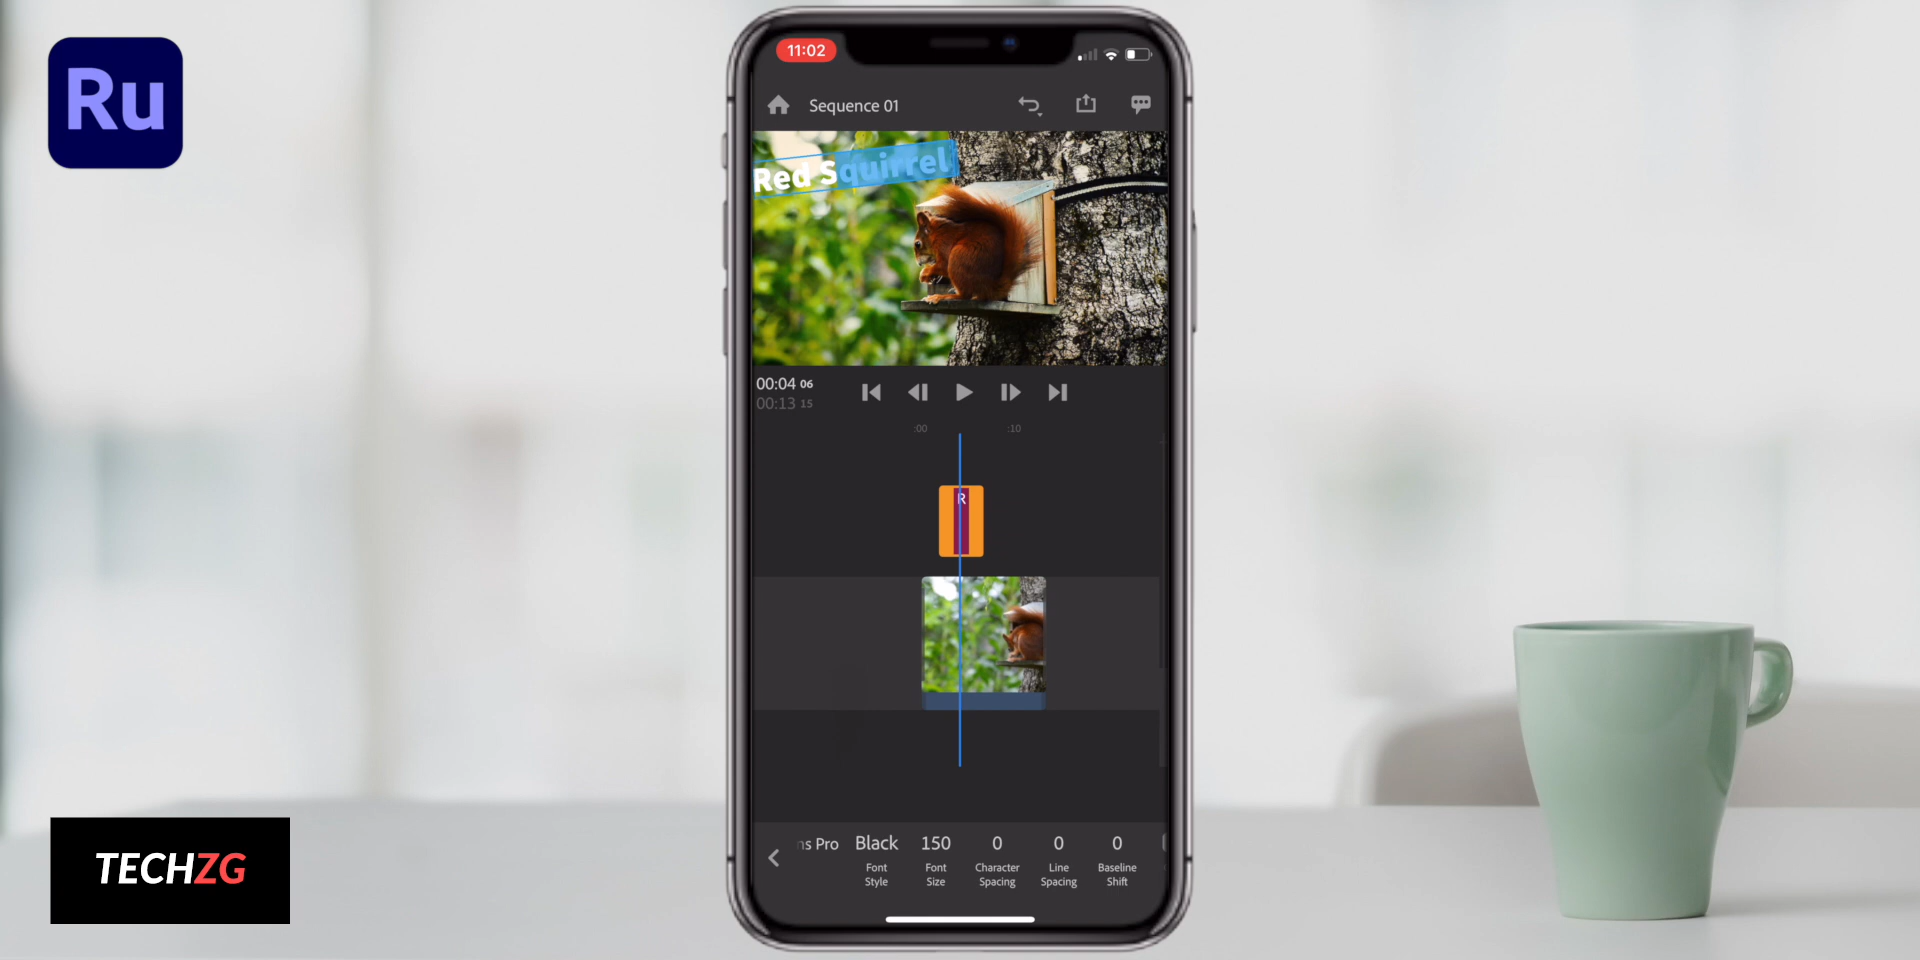 Ru
11:02
Sequence 01
Red Squirrel
00:04 06
00:13 15
:00
:10
R
ns Pro
Black
150
0
0
0
Font
Style
Font
Size
Character
Spacing
Line
Spacing
Baseline
Shift
TECHZG